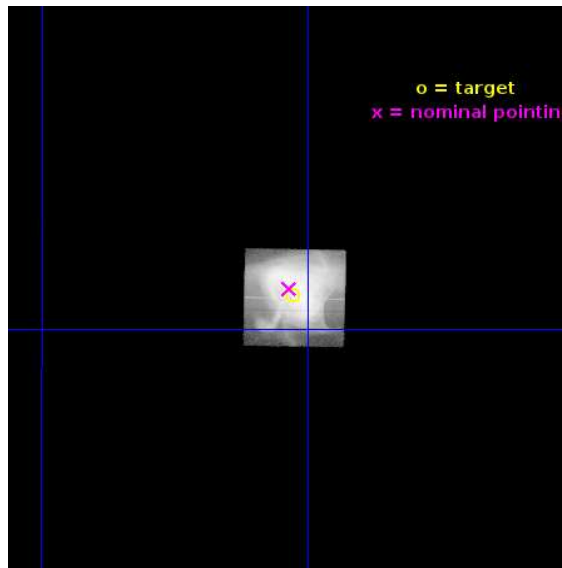 o = target
x = nominal pointin